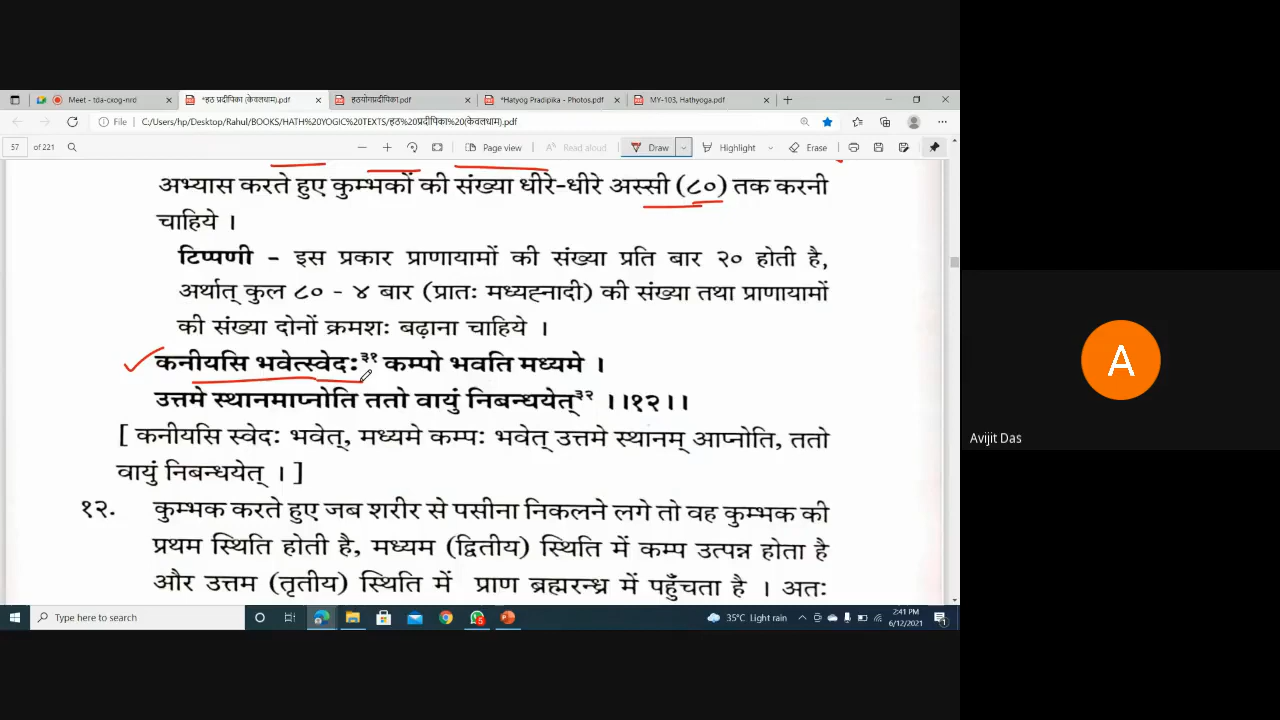 Meet - tda-cxog-nrd
*हठ प्रदीपिका (केवलधाम).pdf
हठयोगप्रदीपिका.pdf
*Hatyog Pradipika - Photos.pdf
MY-103, Hathyoga.pdf
File C:/Users/hp/Desktop/Rahul/BOOKS/HATH%20YOGIC%20TEXTS/हठ%20प्रदीपिका%20(केवलधाम).pdf
57 of 221 Page view Read aloud Draw Highlight Erase
अभ्यास करते हुए कुम्भकों की संख्या धीरे-धीरे अस्सी (८०) तक करनी
चाहिये ।
टिप्पणी - इस प्रकार प्राणायामों की संख्या प्रति बार २० होती है,
अर्थात् कुल ८० - ४ बार (प्रातः मध्यह्नादी) की संख्या तथा प्राणायामों
की संख्या दोनों क्रमशः बढ़ाना चाहिये ।
कनीयसि भवेत्स्वेदः३१ कम्पो भवति मध्यमे ।
उत्तमे स्थानमाप्नोति ततो वायुं निबन्धयेत्३२ ।।१२।।
[ कनीयसि स्वेदः भवेत्, मध्यमे कम्पः भवेत् उत्तमे स्थानम् आप्नोति, ततो
वायुं निबन्धयेत् । ]
१२. कुम्भक करते हुए जब शरीर से पसीना निकलने लगे तो वह कुम्भक की
प्रथम स्थिति होती है, मध्यम (द्वितीय) स्थिति में कम्प उत्पन्न होता है
और उत्तम (तृतीय) स्थिति में प्राण ब्रह्मरन्ध्र में पहुँचता है । अतः
A
Avijit Das
Type here to search
5
35°C Light rain
2:41 PM
6/12/2021
1